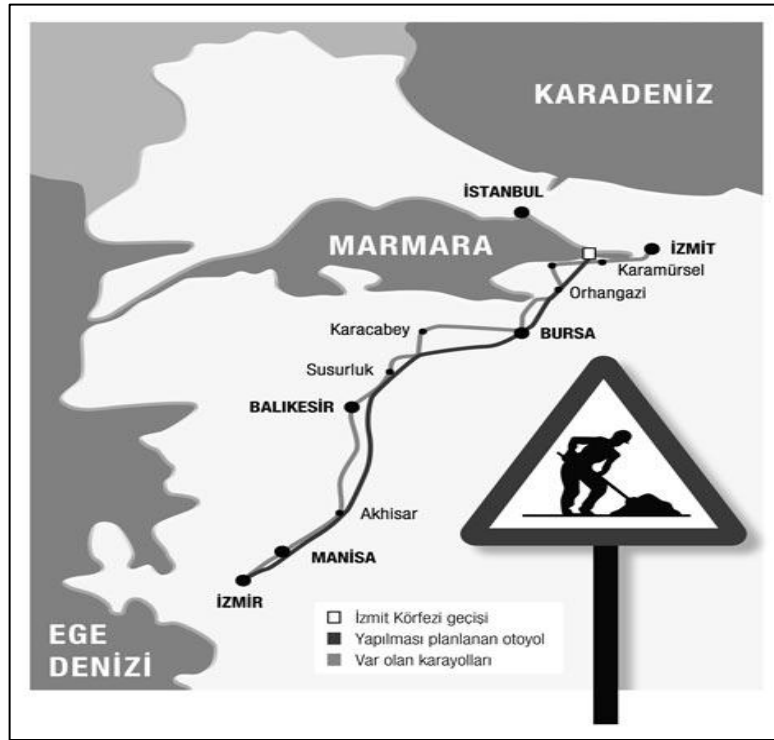 KARADENİZ
İSTANBUL
MARMARA
İZMİT
Karamürsel
Orhangazi
Karacabey
BURSA
Susurluk
BALIKESİR
Akhisar
MANİSA
İZMİR
EGE
DENİZİ
İzmit Körfezi geçişi
Yapılması planlanan otoyol
Var olan karayolları